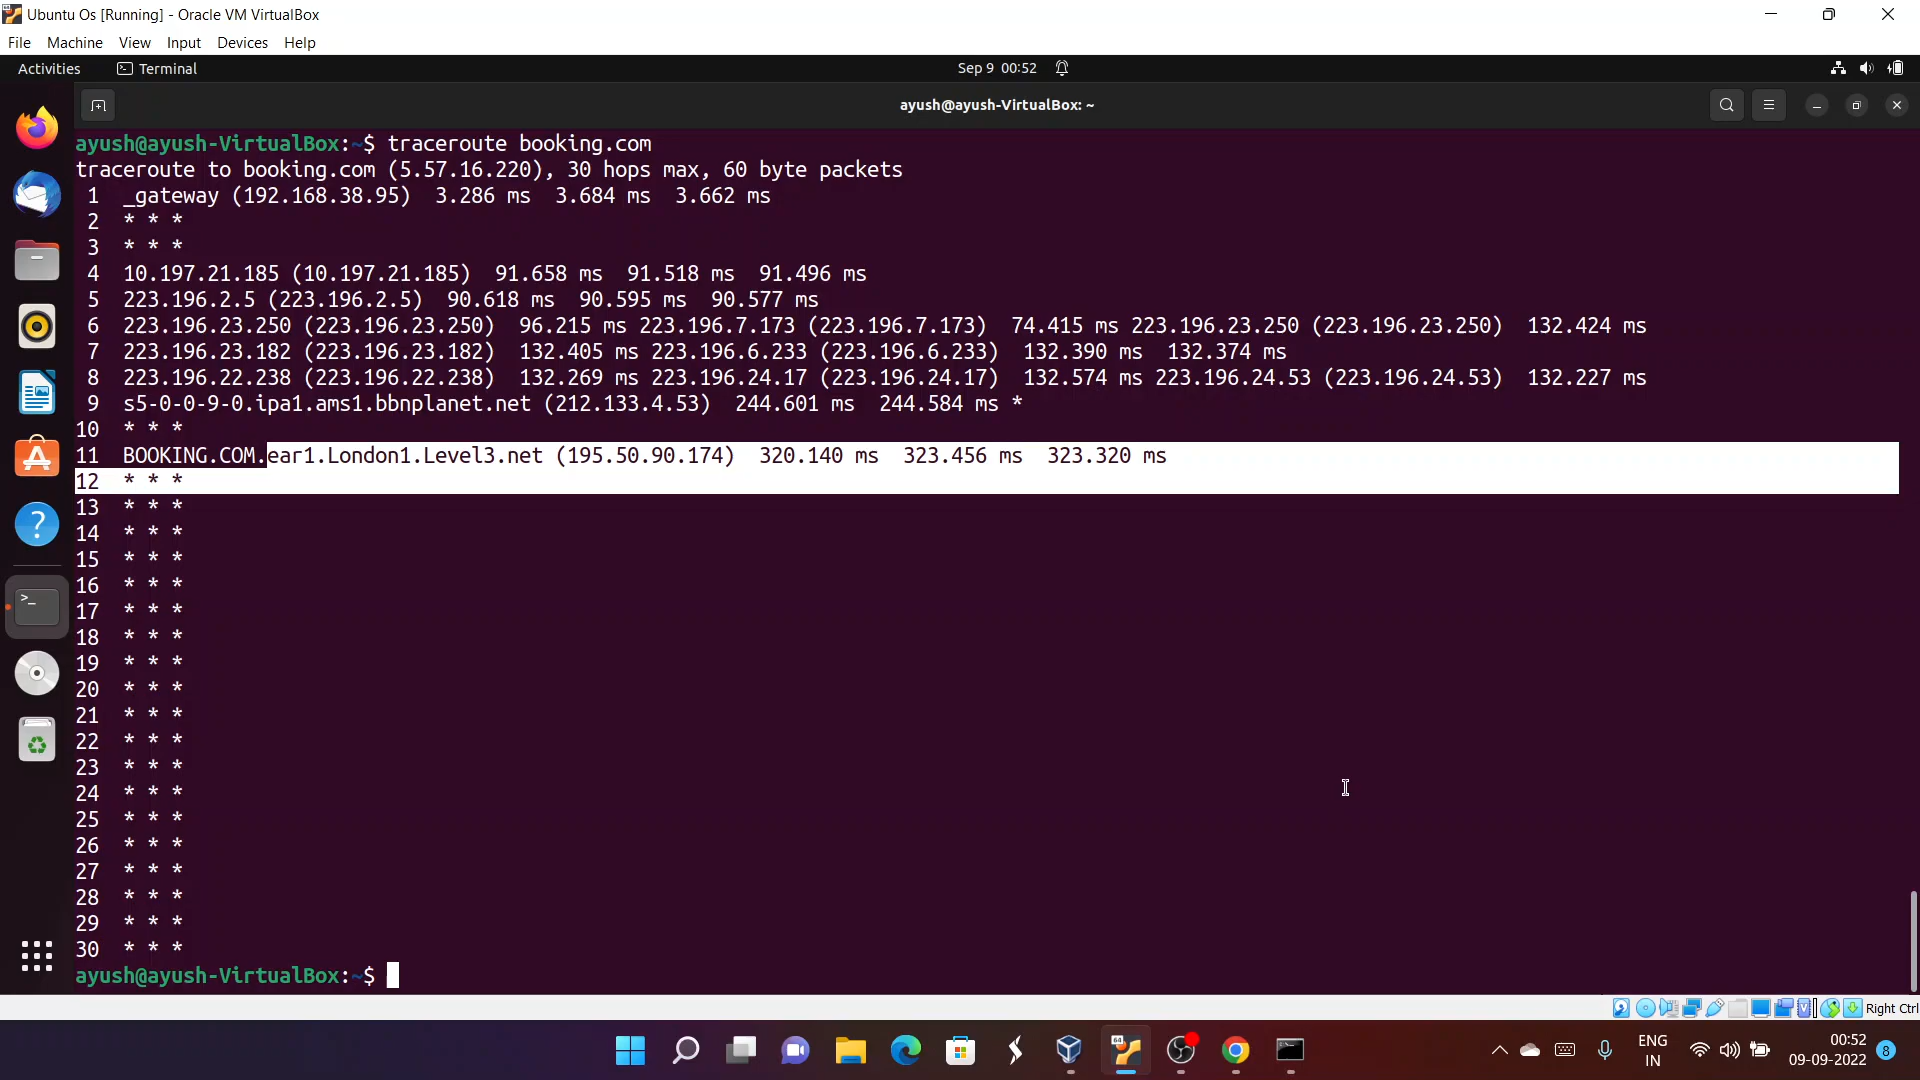 Ubuntu Os [Running] - Oracle VM VirtualBox
File Machine View Input Devices Help
Activities Terminal Sep 9 00:52
ayush@ayush-VirtualBox: ~
ayush@ayush-VirtualBox:~$ traceroute booking.com
traceroute to booking.com (5.57.16.220), 30 hops max, 60 byte packets
1 _gateway (192.168.38.95) 3.286 ms 3.684 ms 3.662 ms
2 * * *
3 * * *
4 10.197.21.185 (10.197.21.185) 91.658 ms 91.518 ms 91.496 ms
5 223.196.2.5 (223.196.2.5) 90.618 ms 90.595 ms 90.577 ms
6 223.196.23.250 (223.196.23.250) 96.215 ms 223.196.7.173 (223.196.7.173) 74.415 ms 223.196.23.250 (223.196.23.250) 132.424 ms
7 223.196.23.182 (223.196.23.182) 132.405 ms 223.196.6.233 (223.196.6.233) 132.390 ms 132.374 ms
8 223.196.22.238 (223.196.22.238) 132.269 ms 223.196.24.17 (223.196.24.17) 132.574 ms 223.196.24.53 (223.196.24.53) 132.227 ms
9 s5-0-0-9-0.ipa1.ams1.bbnplanet.net (212.133.4.53) 244.601 ms 244.584 ms *
10 * * *
11 BOOKING.COM.ear1.London1.Level3.net (195.50.90.174) 320.140 ms 323.456 ms 323.320 ms
12 * * *
13 * * *
14 * * *
15 * * *
16 * * *
17 * * *
18 * * *
19 * * *
20 * * *
21 * * *
22 * * *
23 * * *
24 * * *
25 * * *
26 * * *
27 * * *
28 * * *
29 * * *
30 * * *
ayush@ayush-VirtualBox:~$
Right Ctrl
ENG
IN
00:52
09-09-2022
8